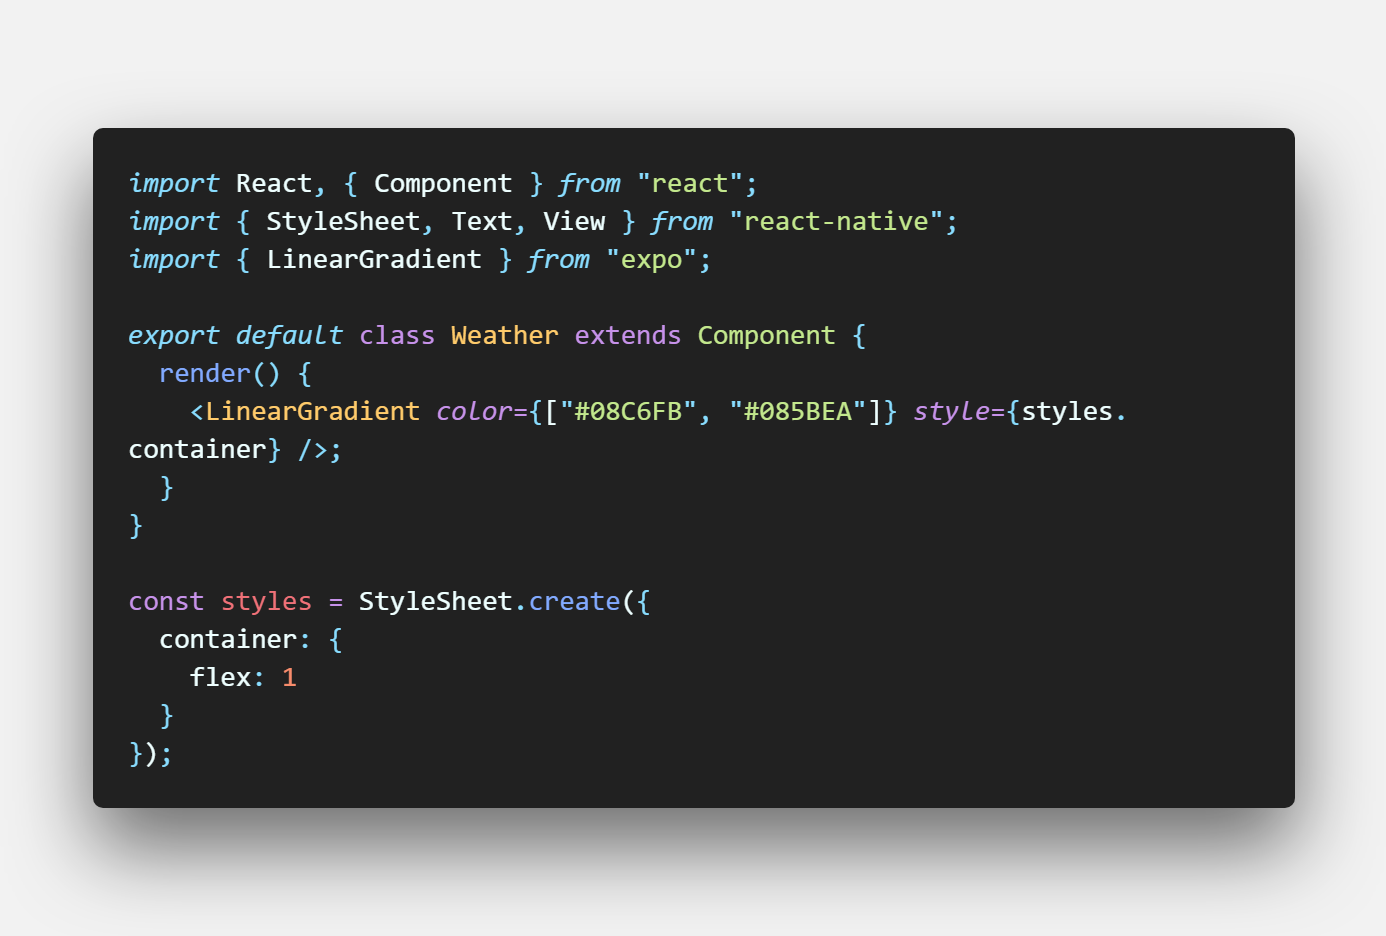 import React, { Component } from "react";
import { StyleSheet, Text, View } from "react-native";
import { LinearGradient } from "expo";

export default class Weather extends Component {
  render() {
    <LinearGradient color={["#08C6FB", "#085BEA"]} style={styles.
container} />;
  }
}

const styles = StyleSheet.create({
  container: {
    flex: 1
  }
});